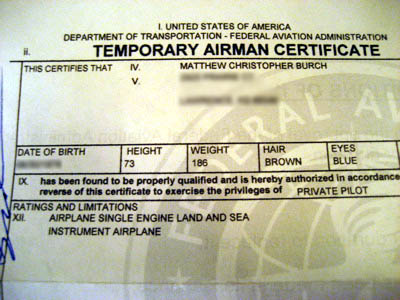 I. UNITED STATES OF AMERICA
DEPARTMENT OF TRANSPORTATION - FEDERAL AVIATION ADMINISTRATION
II. TEMPORARY AIRMAN CERTIFICATE
THIS CERTIFIES THAT IV. MATTHEW CHRISTOPHER BURCH
V.
DATE OF BIRTH HEIGHT WEIGHT HAIR EYES
73 186 BROWN BLUE
IX. has been found to be properly qualified and is hereby authorized in accordance
reverse of this certificate to exercise the privileges of PRIVATE PILOT
RATINGS AND LIMITATIONS
XII. AIRPLANE SINGLE ENGINE LAND AND SEA
INSTRUMENT AIRPLANE
FEDERAL AV